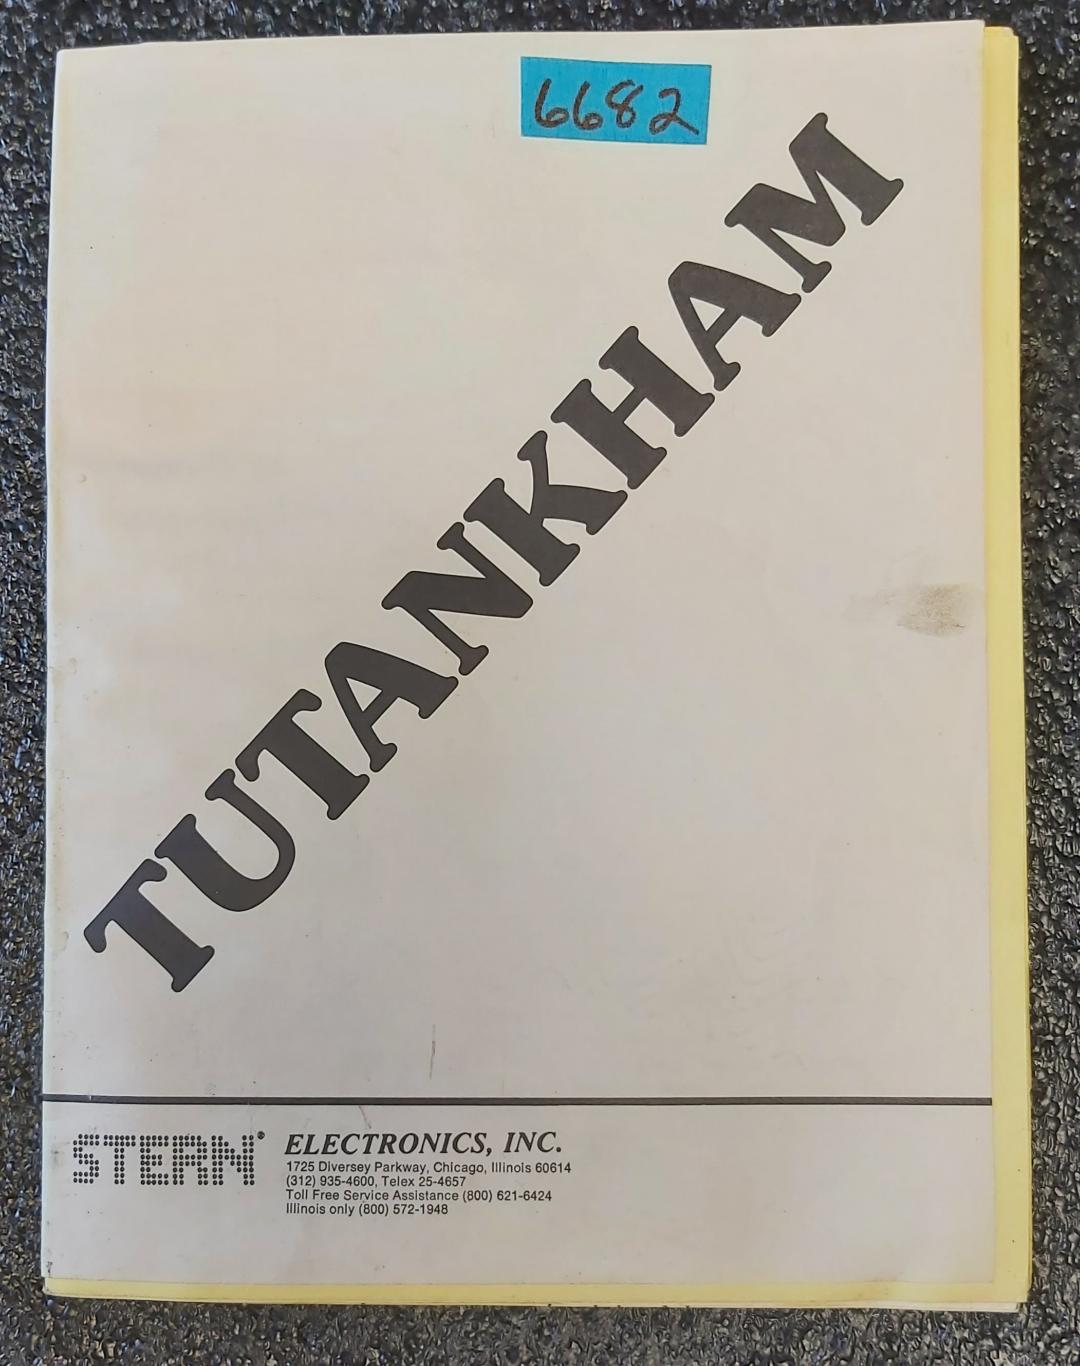 6682
TUTANKHAM
STERN® ELECTRONICS, INC.
1725 Diversey Parkway, Chicago, Illinois 60614
(312) 935-4600, Telex 25-4657
Toll Free Service Assistance (800) 621-6424
Illinois only (800) 572-1948